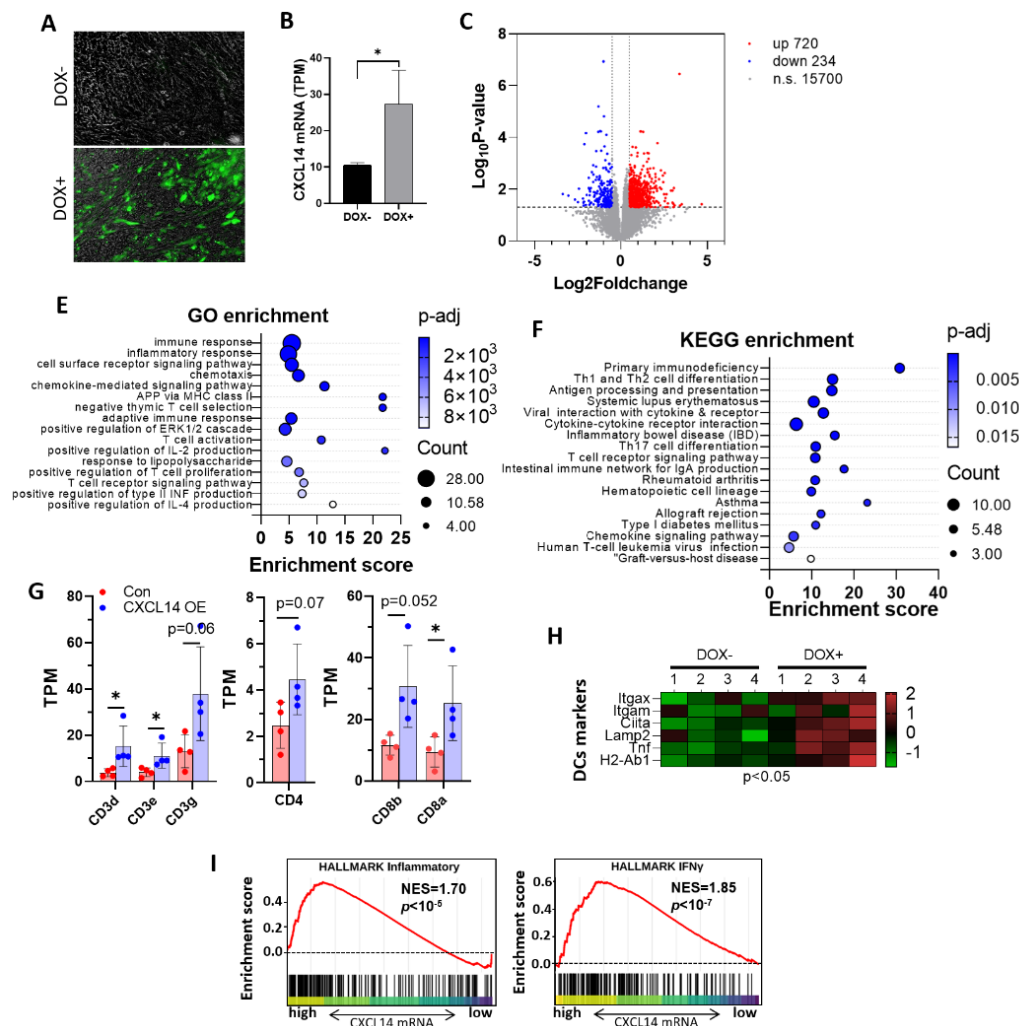 A
DOX-
DOX+
B
CXCL14 mRNA (TPM)
40
30
20
10
0
*
DOX- DOX+
C
Log10P-value
8
6
4
2
0
-5 0 5
Log2Foldchange
up 720
down 234
n.s. 15700
E
GO enrichment
immune response
inflammatory response
cell surface receptor signaling pathway
chemotaxis
chemokine-mediated signaling pathway
APP via MHC class II
negative thymic T cell selection
adaptive immune response
positive regulation of ERK1/2 cascade
T cell activation
positive regulation of IL-2 production
response to lipopolysaccharide
positive regulation of T cell proliferation
T cell receptor signaling pathway
positive regulation of type II INF production
positive regulation of IL-4 production
0 5 10 15 20 25
Enrichment score
p-adj
2×10³
4×10³
6×10³
8×10³
Count
28.00
10.58
4.00
F
KEGG enrichment
Primary immunodeficiency
Th1 and Th2 cell differentiation
Antigen processing and presentation
Systemic lupus erythematosus
Viral interaction with cytokine & receptor
Cytokine-cytokine receptor interaction
Inflammatory bowel disease (IBD)
Th17 cell differentiation
T cell receptor signaling pathway
Intestinal immune network for IgA production
Rheumatoid arthritis
Hematopoietic cell lineage
Asthma
Allograft rejection
Type I diabetes mellitus
Chemokine signaling pathway
Human T-cell leukemia virus infection
"Graft-versus-host disease
0 10 20 30 40
Enrichment score
p-adj
0.005
0.010
0.015
Count
10.00
5.48
3.00
G
Con
CXCL14 OE
TPM
80
60
40
20
0
* * p=0.06
CD3d CD3e CD3g
TPM
8
6
4
2
0
p=0.07
CD4
TPM
60
40
20
0
p=0.052
*
CD8b CD8a
H
DOX- DOX+
1 2 3 4 1 2 3 4
DCs markers
Itgax
Itgam
Ciita
Lamp2
Tnf
H2-Ab1
p<0.05
2
1
0
-1
I
HALLMARK Inflammatory
Enrichment score
0.4
0.2
0.0
NES=1.70
p<10-5
high low
CXCL14 mRNA
HALLMARK IFNγ
Enrichment score
0.6
0.4
0.2
0.0
NES=1.85
p<10-7
high low
CXCL14 mRNA